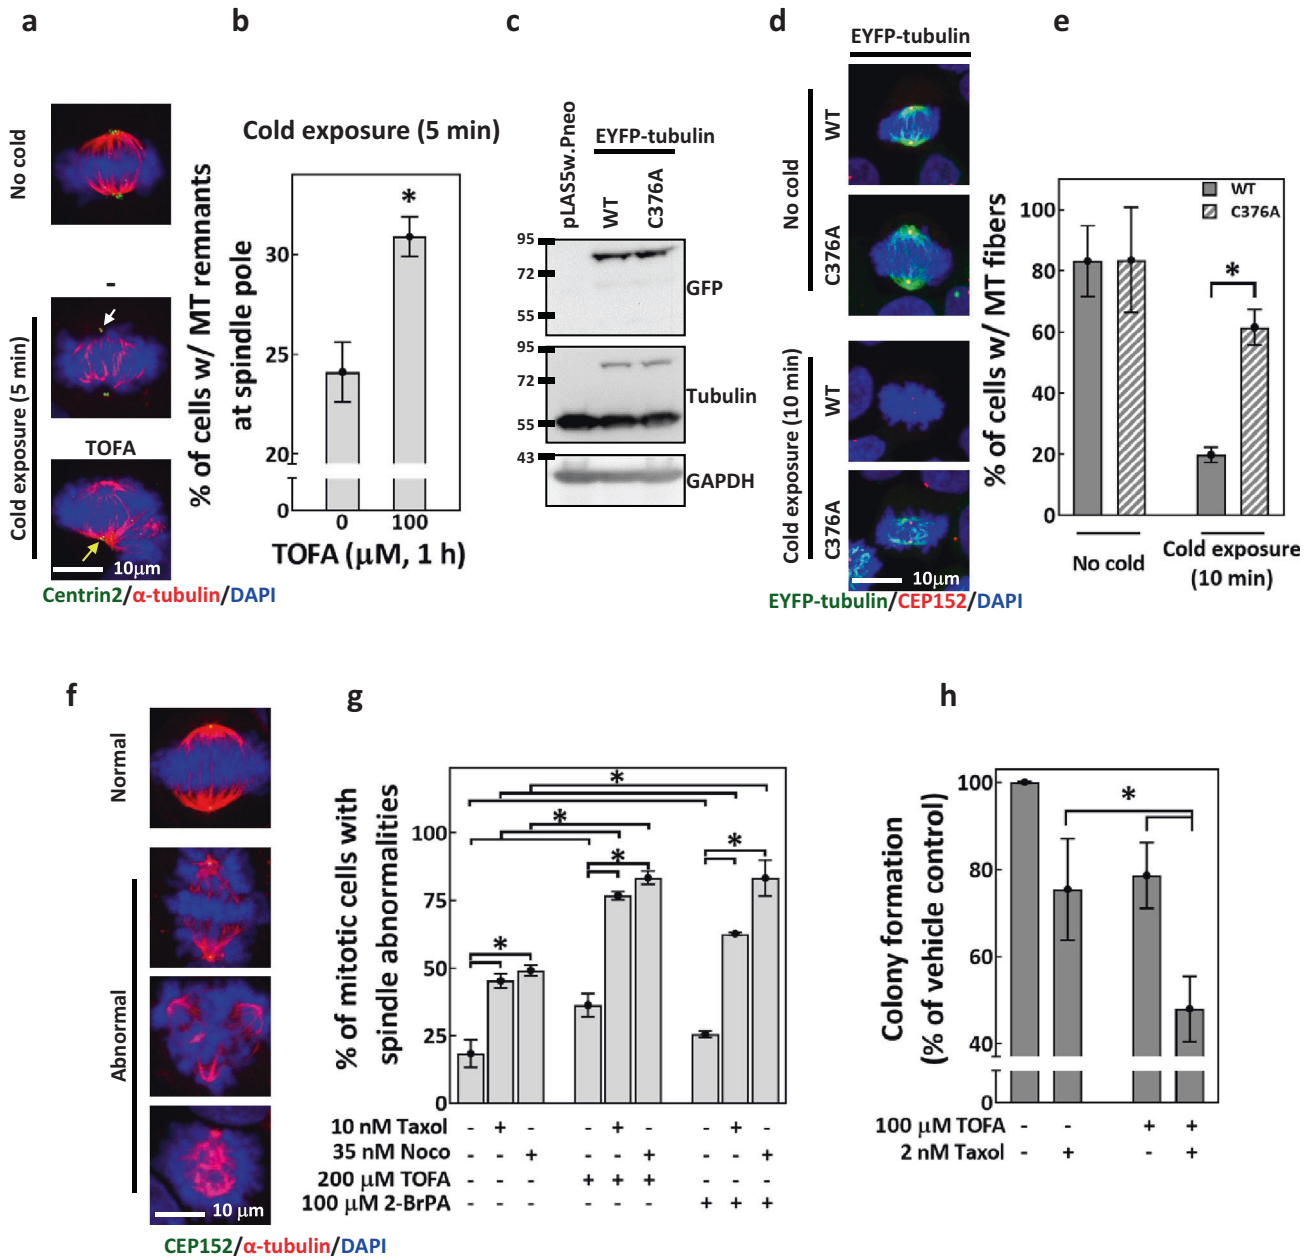 a
No cold
-
Cold exposure (5 min)
TOFA
10µm
Centrin2/α-tubulin/DAPI
b
Cold exposure (5 min)
% of cells w/ MT remnants
at spindle pole
*
30
25
20
0
0
100
TOFA (µM, 1 h)
c
pLAS5w.Pneo
EYFP-tubulin
WT
C376A
95
72
55
GFP
95
72
55
Tubulin
43
GAPDH
d
EYFP-tubulin
No cold
WT
C376A
Cold exposure (10 min)
WT
C376A
10µm
EYFP-tubulin/CEP152/DAPI
e
% of cells w/ MT fibers
WT
C376A
100
80
60
40
20
0
*
No cold
Cold exposure
(10 min)
f
Normal
Abnormal
10 µm
CEP152/α-tubulin/DAPI
g
% of mitotic cells with
spindle abnormalities
100
75
50
25
0
*
*
*
*
*
10 nM Taxol - + - - + - - + -
35 nM Noco - - + - - + - - +
200 µM TOFA - - - + + + - - -
100 µM 2-BrPA - - - - - - + + +
h
Colony formation
(% of vehicle control)
100
80
60
40
0
*
100 µM TOFA - - + +
2 nM Taxol - + - +